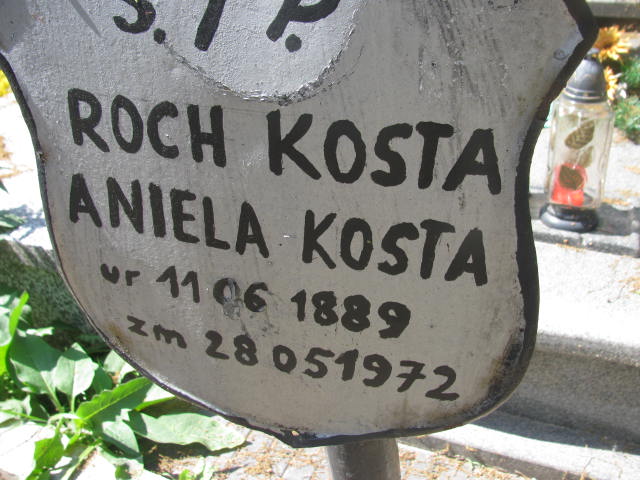 Ś. † P.
ROCH KOSTA
ANIELA KOSTA
ur 11 06 1889
zm 28 05 1972